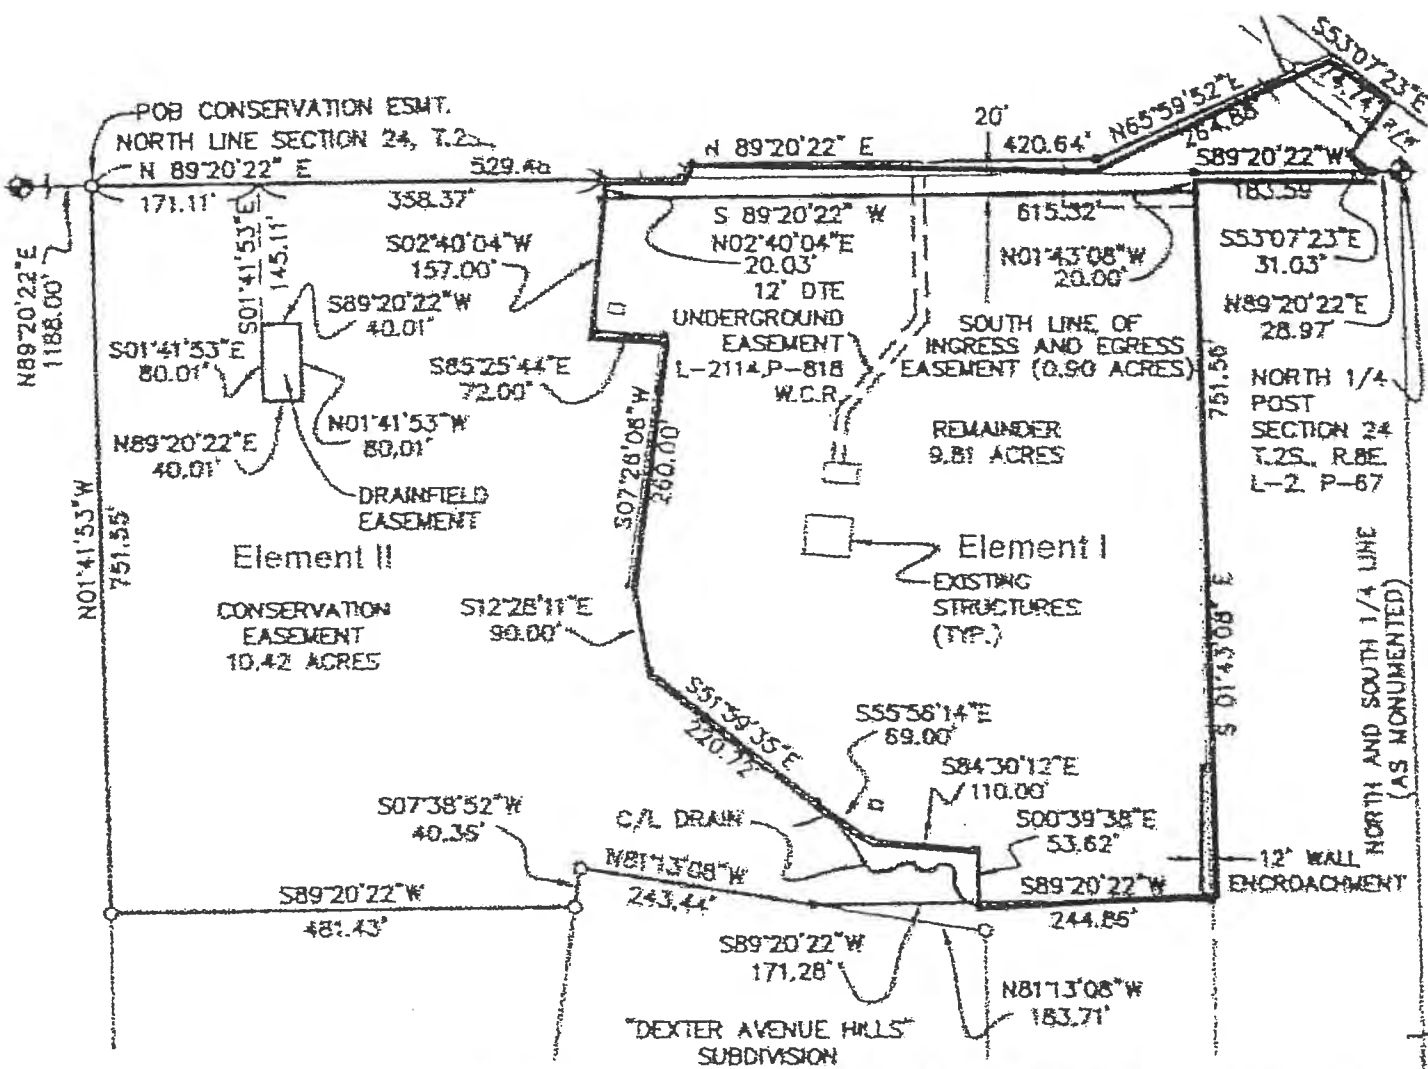 S53°07'23"E
74.74'
POB CONSERVATION ESMT.
NORTH LINE SECTION 24,
N 89°20'22" E
529.48
171.11'
358.37'
N 89°20'22" E
20'
420.64'
N65°59'52"E
264.86'
S89°20'22"W
183.59
S 89°20'22" W
615.32'
N89°20'22"E
1188.00'
S01°41'53"E
145.11'
S02°40'04"W
157.00'
N02°40'04"E
20.03'
12' DTE
UNDERGROUND
EASEMENT
L-2114,P-818
W.C.R.
N01°43'08"W
20.00'
S53°07'23"E
31.03'
N89°20'22"E
28.97'
SOUTH LINE OF
INGRESS AND EGRESS
EASEMENT (0.90 ACRES)
S89°20'22"W
40.01'
S01°41'53"E
80.01'
N89°20'22"E
40.01'
N01°41'53"W
80.01'
DRAINFIELD
EASEMENT
S85°25'44"E
72.00'
S07°28'08"W
260.00'
751.56'
NORTH 1/4
POST
SECTION 24
T.2S., R.8E.
L-2, P-67
REMAINDER
9.81 ACRES
N01°41'53"W
751.55'
Element II
CONSERVATION
EASEMENT
10.42 ACRES
Element I
EXISTING
STRUCTURES
(TYP.)
S12°28'11"E
90.00'
S 01°43'08" E
NORTH AND SOUTH 1/4 LINE
(AS MONUMENTED)
S51°59'35"E
220.72'
S55°56'14"E
69.00'
S84°30'12"E
110.00'
S00°39'38"E
53.62'
S07°38'52"W
40.36'
C/L DRAIN
N81°13'08"W
243.44'
S89°20'22"W
481.43'
S89°20'22"W
244.86'
12" WALL
ENCROACHMENT
S89°20'22"W
171.28'
N81°13'08"W
183.71'
"DEXTER AVENUE HILLS"
SUBDIVISION